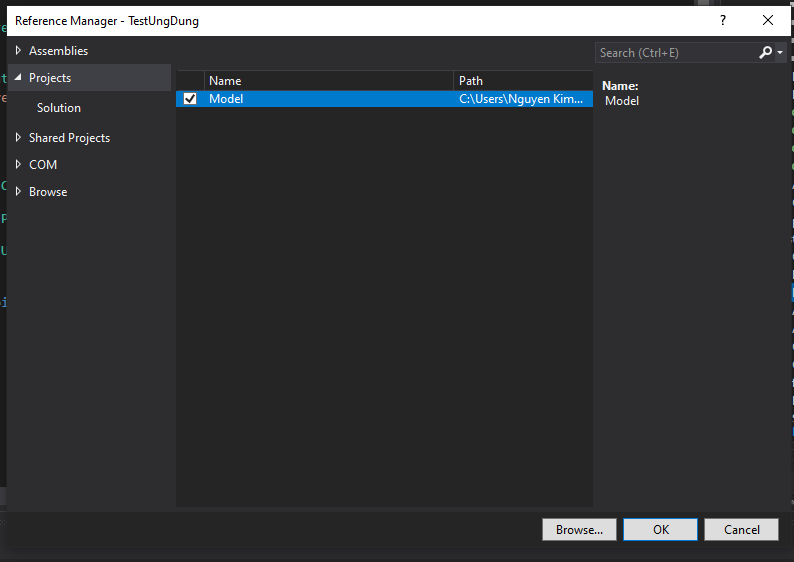 Reference Manager - TestUngDung
?
Assemblies
Search (Ctrl+E)
Projects
Name Path
Name:
Model C:\Users\Nguyen Kim...
Model
Solution
Shared Projects
COM
Browse
Browse... OK Cancel